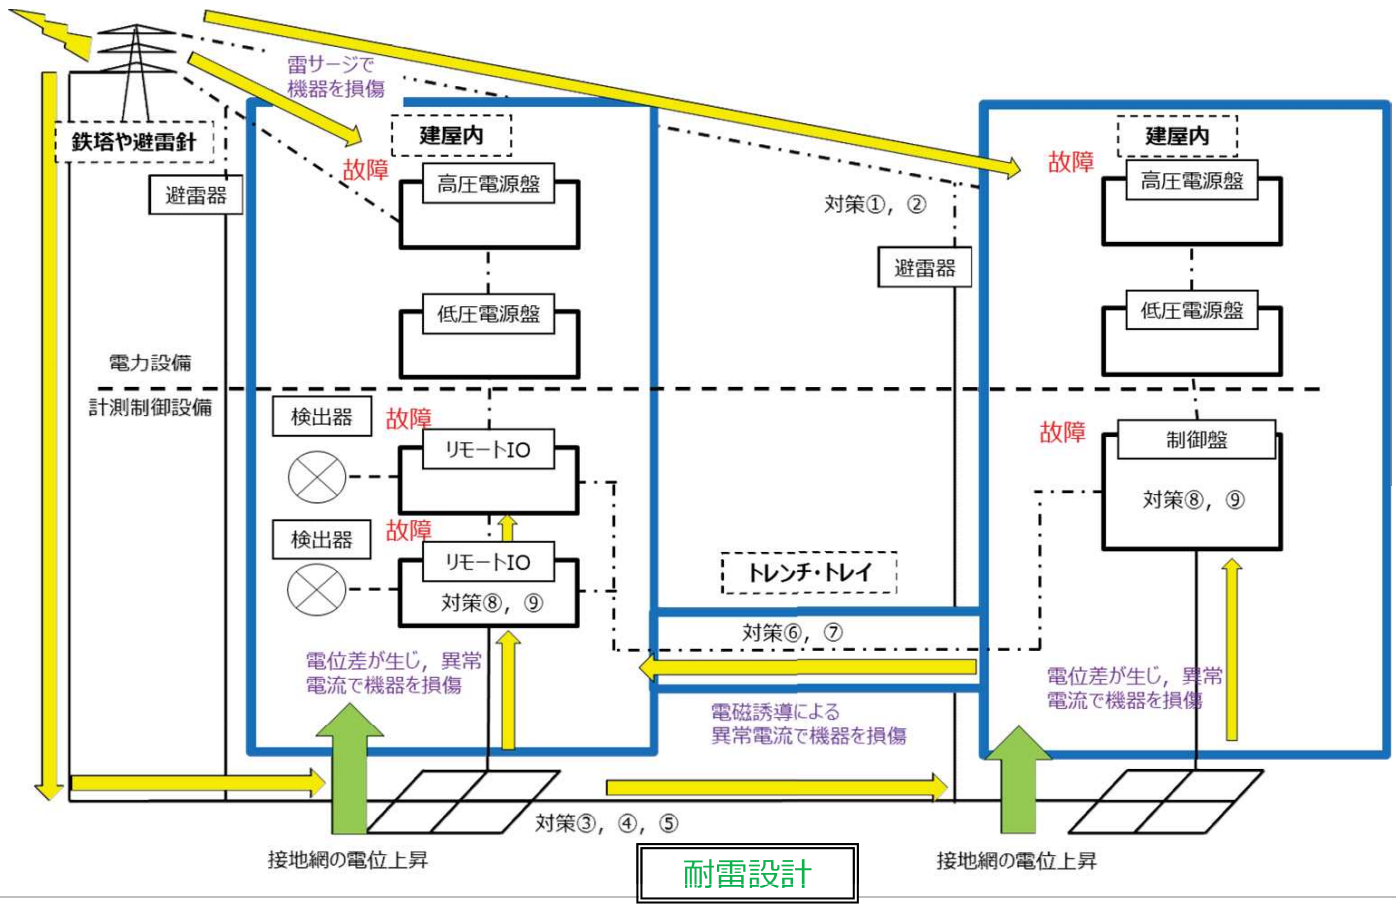 雷サージで
機器を損傷
鉄塔や避雷針
建屋内
建屋内
故障
高圧電源盤
故障
高圧電源盤
避雷器
対策①，②
避雷器
低圧電源盤
低圧電源盤
電力設備
計測制御設備
検出器
故障
リモートIO
故障
制御盤
対策⑧，⑨
検出器
故障
リモートIO
対策⑧，⑨
トレンチ・トレイ
対策⑥，⑦
電位差が生じ，異常
電流で機器を損傷
電磁誘導による
異常電流で機器を損傷
電位差が生じ，異常
電流で機器を損傷
対策③，④，⑤
接地網の電位上昇
接地網の電位上昇
耐雷設計